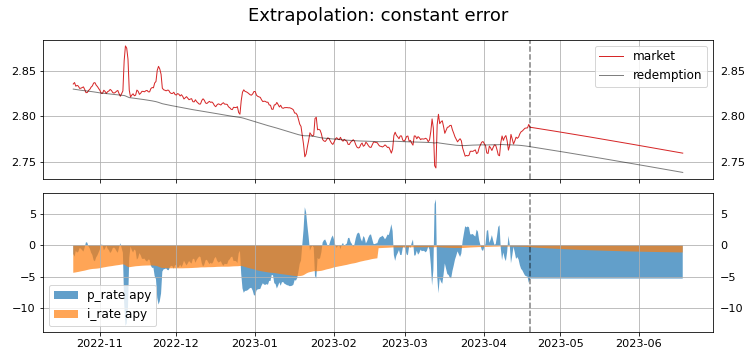 Extrapolation: constant error
market
redemption
2.85 2.85
2.80 2.80
2.75 2.75
5 5
0 0
−5 −5
−10 −10
p_rate apy
i_rate apy
2022-11 2022-12 2023-01 2023-02 2023-03 2023-04 2023-05 2023-06